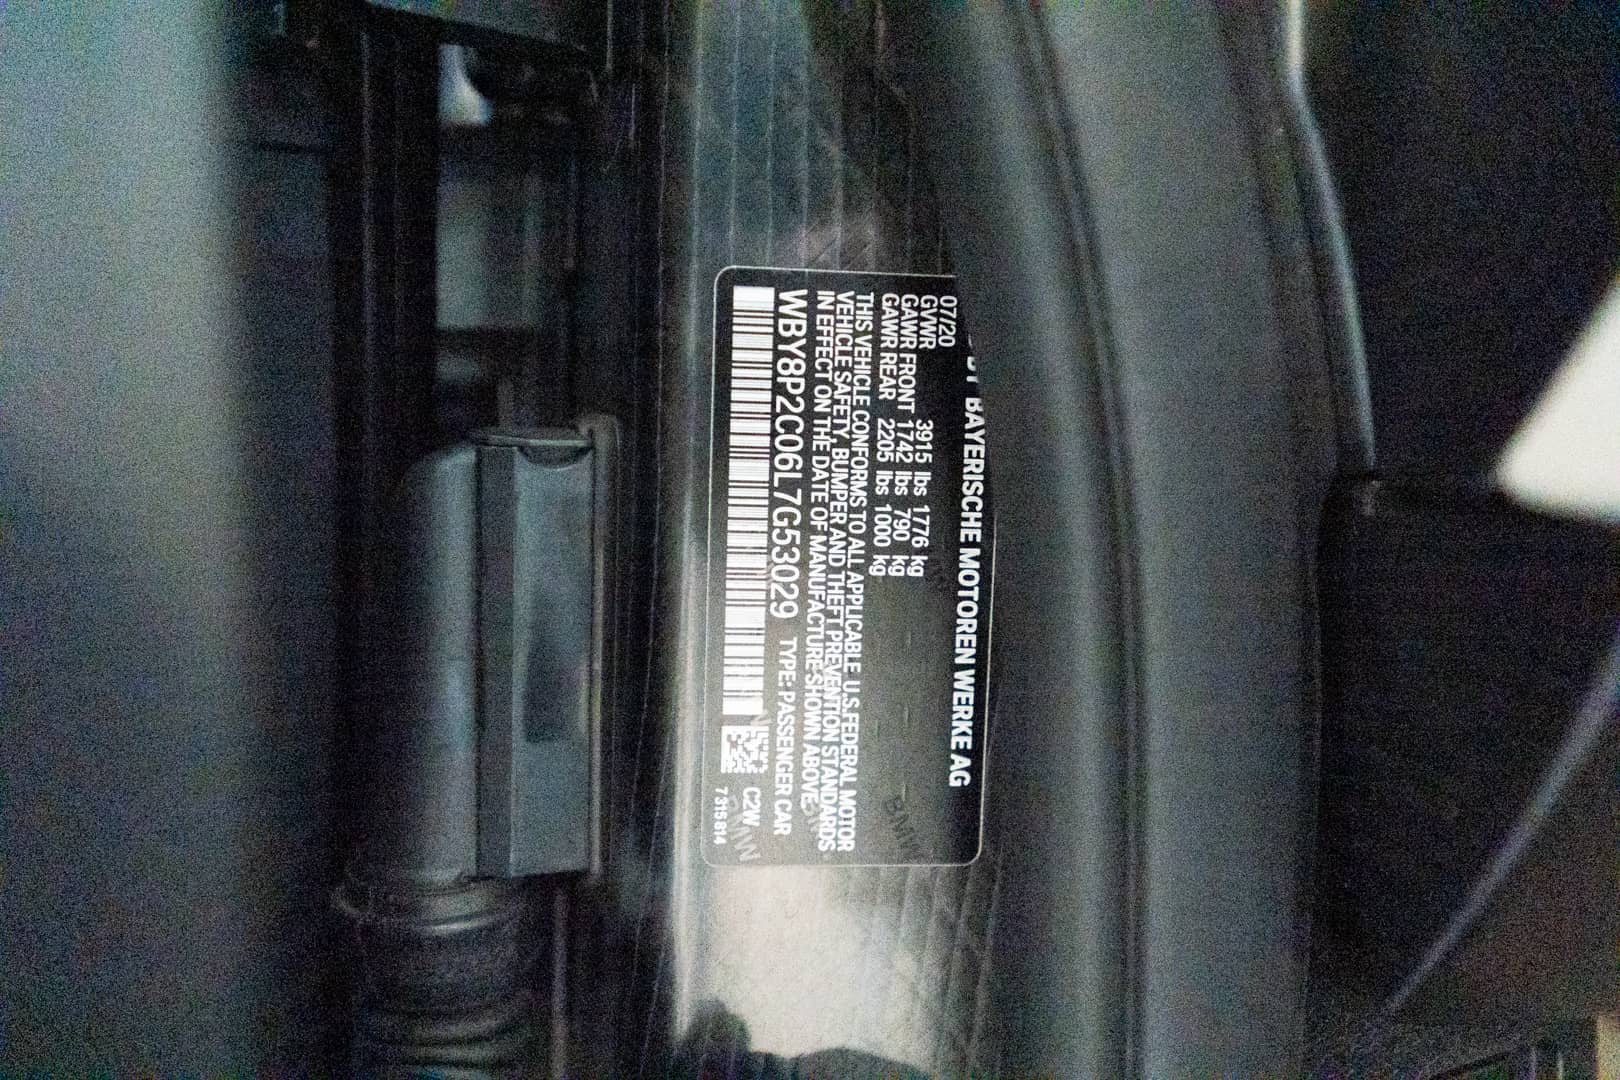 BAYERISCHE MOTOREN WERKE AG
07/20
GVWR 3915 lbs 1776 kg
GAWR FRONT 1742 lbs 790 kg
GAWR REAR 2205 lbs 1000 kg
THIS VEHICLE CONFORMS TO ALL APPLICABLE U.S.FEDERAL MOTOR
VEHICLE SAFETY, BUMPER AND THEFT PREVENTION STANDARDS
IN EFFECT ON THE DATE OF MANUFACTURE SHOWN ABOVE.
WBY8P2C06L7G53029 TYPE: PASSENGER CAR
C2W
7315814
BMW
BMW